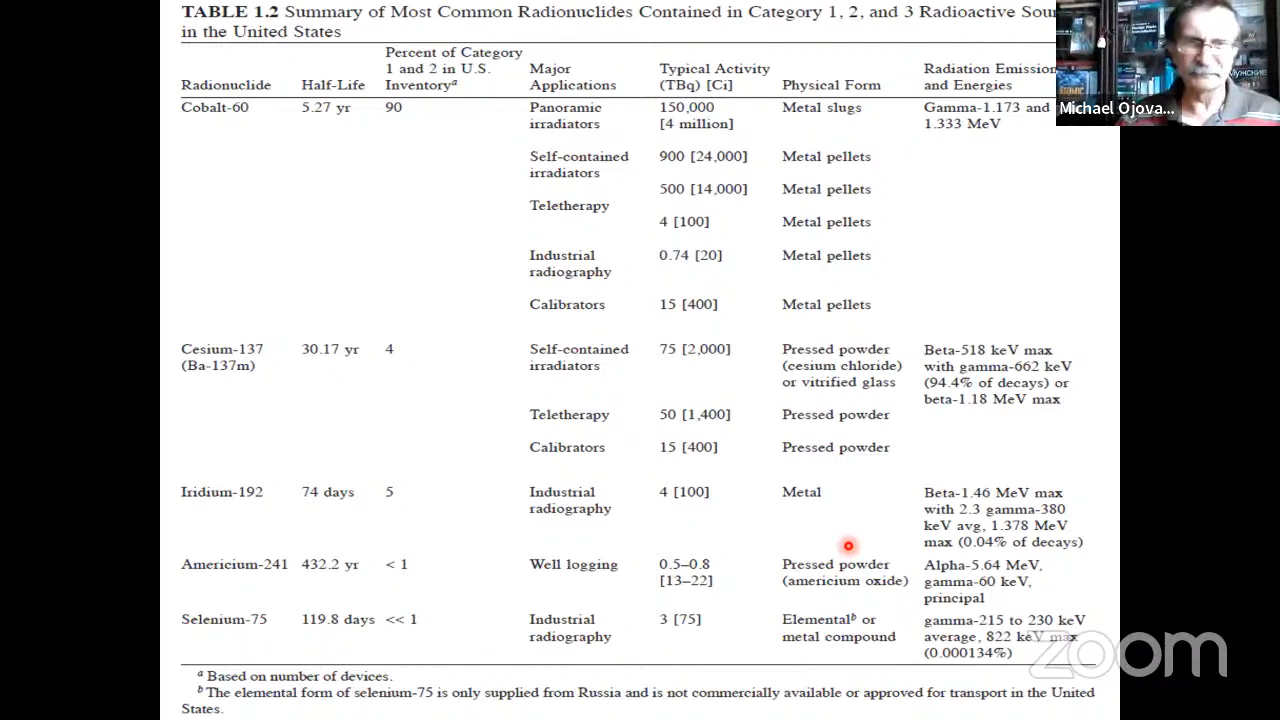 TABLE 1.2 Summary of Most Common Radionuclides Contained in Category 1, 2, and 3 Radioactive
in the United States
Percent of Category
1 and 2 in U.S. Major Typical Activity Radiation
Radionuclide Half-Life Inventorya Applications (TBq) [Ci] Physical Form and Energies
Cobalt-60 5.27 yr 90 Panoramic 150,000 Metal slugs Gamma-1.173 and
irradiators [4 million] 1.333 MeV
Self-contained 900 [24,000] Metal pellets
irradiators
500 [14,000] Metal pellets
Teletherapy
4 [100] Metal pellets
Industrial 0.74 [20] Metal pellets
radiography
Calibrators 15 [400] Metal pellets
Cesium-137 30.17 yr 4 Self-contained 75 [2,000] Pressed powder Beta-518 keV max
(Ba-137m) irradiators (cesium chloride) with gamma-662 keV
or vitrified glass (94.4% of decays) or
beta-1.18 MeV max
Teletherapy 50 [1,400] Pressed powder
Calibrators 15 [400] Pressed powder
Iridium-192 74 days 5 Industrial 4 [100] Metal Beta-1.46 MeV max
radiography with 2.3 gamma-380
keV avg, 1.378 MeV
max (0.04% of decays)
Americium-241 432.2 yr < 1 Well logging 0.5–0.8 Pressed powder Alpha-5.64 MeV,
[13–22] (americium oxide) gamma-60 keV,
principal
Selenium-75 119.8 days << 1 Industrial 3 [75] Elementalb or gamma-215 to 230 keV
radiography metal compound average, 822 keV max
(0.000134%)
a Based on number of devices.
b The elemental form of selenium-75 is only supplied from Russia and is not commercially available or approved for transport in the United
States.
Мужские
Michael Ojova...
zoom